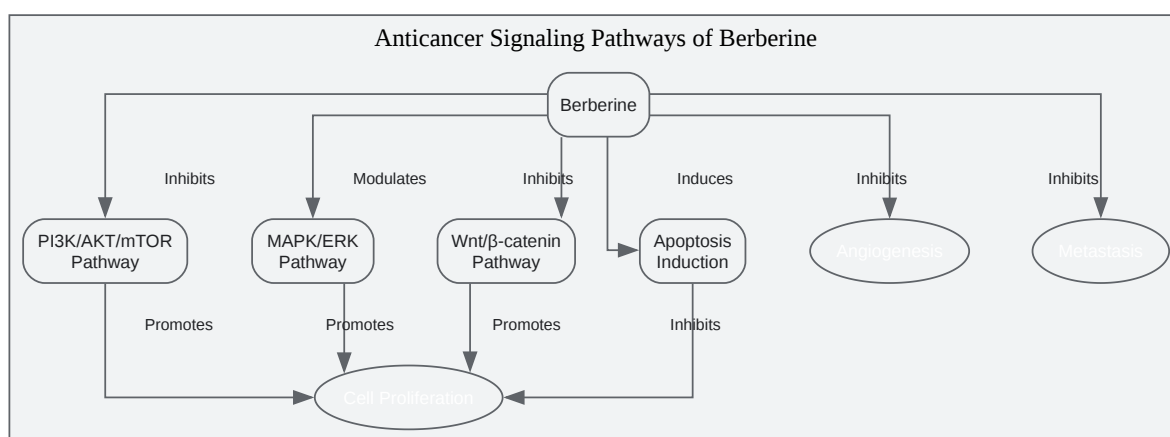 Anticancer Signaling Pathways of Berberine
Berberine
Inhibits
Modulates
Inhibits
Induces
Inhibits
Inhibits
PI3K/AKT/mTOR
Pathway
MAPK/ERK
Pathway
Wnt/β-catenin
Pathway
Apoptosis
Induction
Angiogenesis
Metastasis
Promotes
Promotes
Promotes
Inhibits
Cell Proliferation